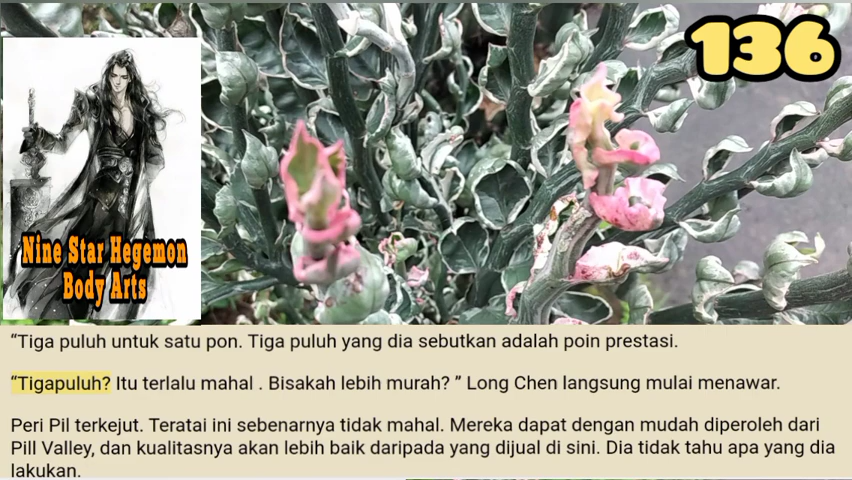 136
Nine Star Hegemon
Body Arts
“Tiga puluh untuk satu pon. Tiga puluh yang dia sebutkan adalah poin prestasi.
“Tigapuluh? Itu terlalu mahal . Bisakah lebih murah? ” Long Chen langsung mulai menawar.
Peri Pil terkejut. Teratai ini sebenarnya tidak mahal. Mereka dapat dengan mudah diperoleh dari
Pill Valley, dan kualitasnya akan lebih baik daripada yang dijual di sini. Dia tidak tahu apa yang dia
lakukan.